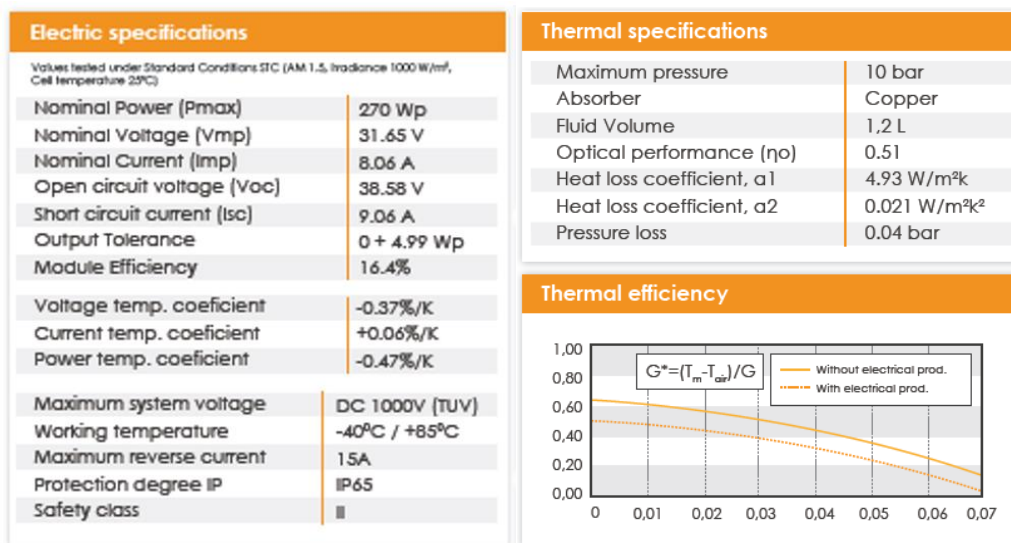 Electric specifications
Values tested under Standard Conditions STC (AM 1.5, Irradiance 1000 W/m²,
Cell temperature 25ºC)
Nominal Power (Pmax) 270 Wp
Nominal Voltage (Vmp) 31.65 V
Nominal Current (Imp) 8.06 A
Open circuit voltage (Voc) 38.58 V
Short circuit current (Isc) 9.06 A
Output Tolerance 0 + 4.99 Wp
Module Efficiency 16.4%
Voltage temp. coeficient -0.37%/K
Current temp. coeficient +0.06%/K
Power temp. coeficient -0.47%/K
Maximum system voltage DC 1000V (TUV)
Working temperature -40ºC / +85ºC
Maximum reverse current 15A
Protection degree IP IP65
Safety class II
Thermal specifications
Maximum pressure 10 bar
Absorber Copper
Fluid Volume 1,2 L
Optical performance (ηo) 0.51
Heat loss coefficient, a1 4.93 W/m²k
Heat loss coefficient, a2 0.021 W/m²k²
Pressure loss 0.04 bar
Thermal efficiency
G*=(Tm-Tair)/G
Without electrical prod.
With electrical prod.
1,00
0,80
0,60
0,40
0,20
0,00
0 0,01 0,02 0,03 0,04 0,05 0,06 0,07